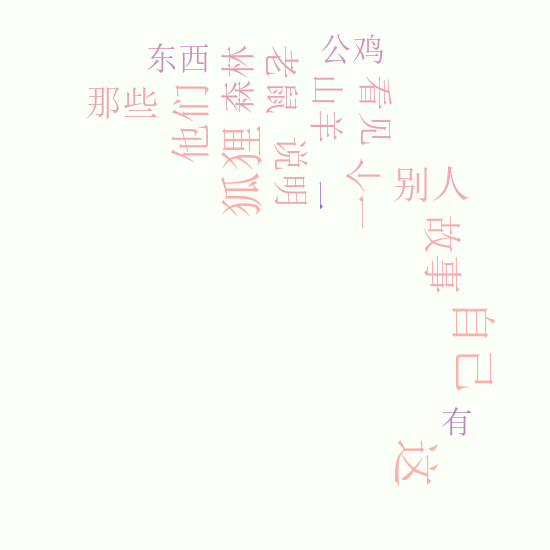 东西
公鸡
那些
他们
森林
狐狸
老鼠
说明
山羊
一
看见
一个
别人
故事
自己
有
这